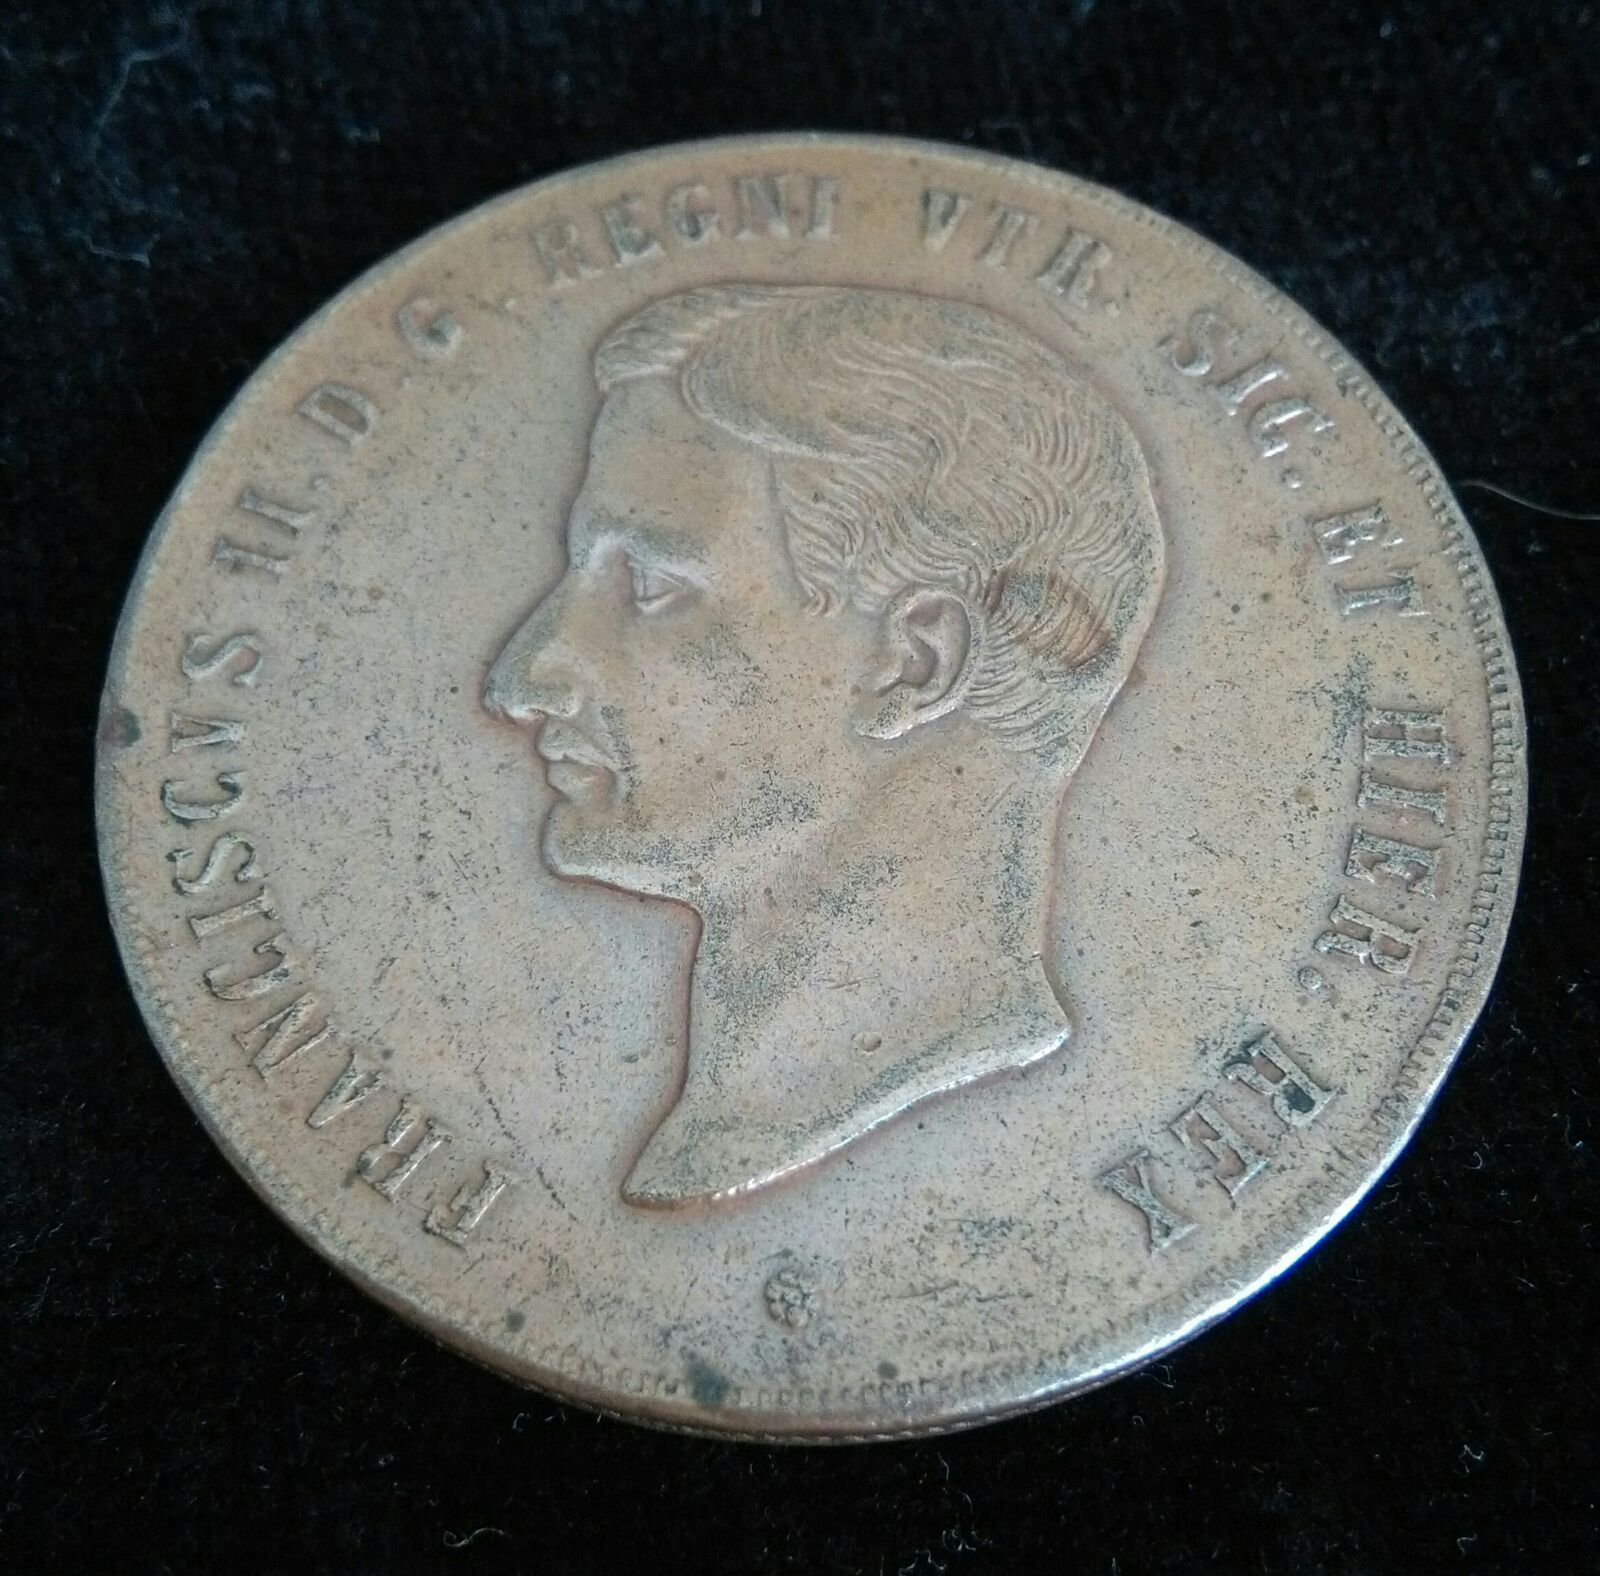 FRANCISCVS II. D. G. REGNI VTR. SIC. ET HIER. REX